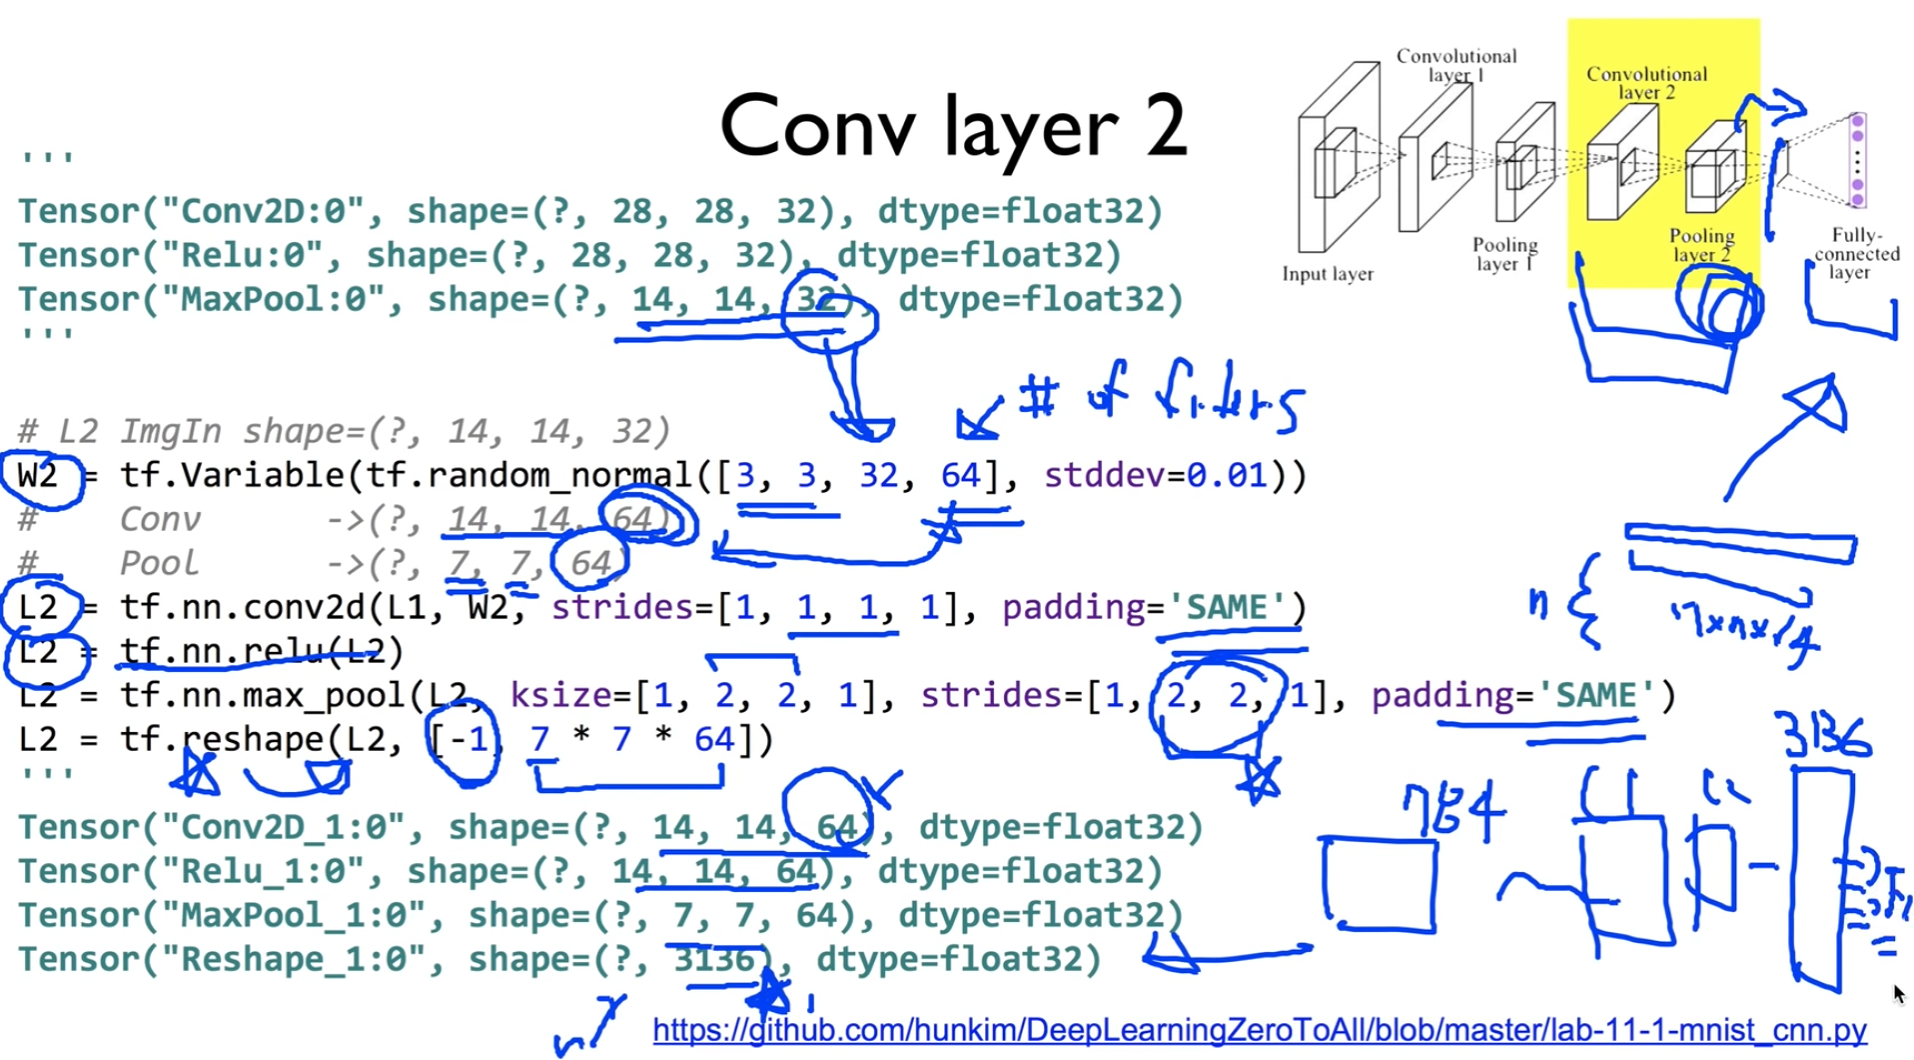 Conv layer 2
Convolutional
layer 1
Convolutional
layer 2
Input layer
Pooling
layer 1
Pooling
layer 2
Fully-
connected
layer
'''
Tensor("Conv2D:0", shape=(?, 28, 28, 32), dtype=float32)
Tensor("Relu:0", shape=(?, 28, 28, 32), dtype=float32)
Tensor("MaxPool:0", shape=(?, 14, 14, 32), dtype=float32)
'''
# of filters
# L2 ImgIn shape=(?, 14, 14, 32)
W2 = tf.Variable(tf.random_normal([3, 3, 32, 64], stddev=0.01))
#    Conv      ->(?, 14, 14, 64)
#    Pool      ->(?, 7, 7, 64)
L2 = tf.nn.conv2d(L1, W2, strides=[1, 1, 1, 1], padding='SAME')
L2 = tf.nn.relu(L2)
L2 = tf.nn.max_pool(L2, ksize=[1, 2, 2, 1], strides=[1, 2, 2, 1], padding='SAME')
L2 = tf.reshape(L2, [-1, 7 * 7 * 64])
'''
n
3136
784
Tensor("Conv2D_1:0", shape=(?, 14, 14, 64), dtype=float32)
Tensor("Relu_1:0", shape=(?, 14, 14, 64), dtype=float32)
Tensor("MaxPool_1:0", shape=(?, 7, 7, 64), dtype=float32)
Tensor("Reshape_1:0", shape=(?, 3136), dtype=float32)
https://github.com/hunkim/DeepLearningZeroToAll/blob/master/lab-11-1-mnist_cnn.py